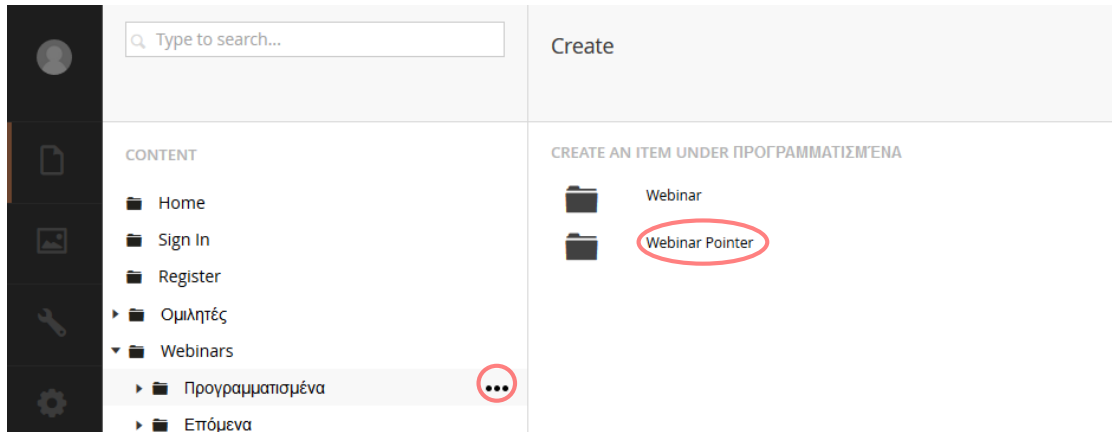 Type to search...
Create
CONTENT
Home
Sign In
Register
Ομιλητές
Webinars
Προγραμματισμένα
Επόμενα
CREATE AN ITEM UNDER ΠΡΟΓΡΑΜΜΑΤΙΣΜΈΝΑ
Webinar
Webinar Pointer